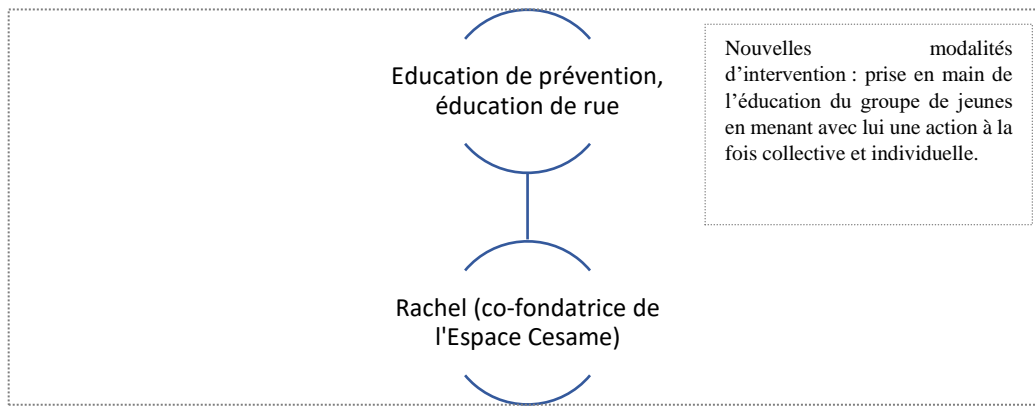 Education de prévention,
éducation de rue
Nouvelles modalités
d’intervention : prise en main de
l’éducation du groupe de jeunes
en menant avec lui une action à la
fois collective et individuelle.
Rachel (co-fondatrice de
l'Espace Cesame)